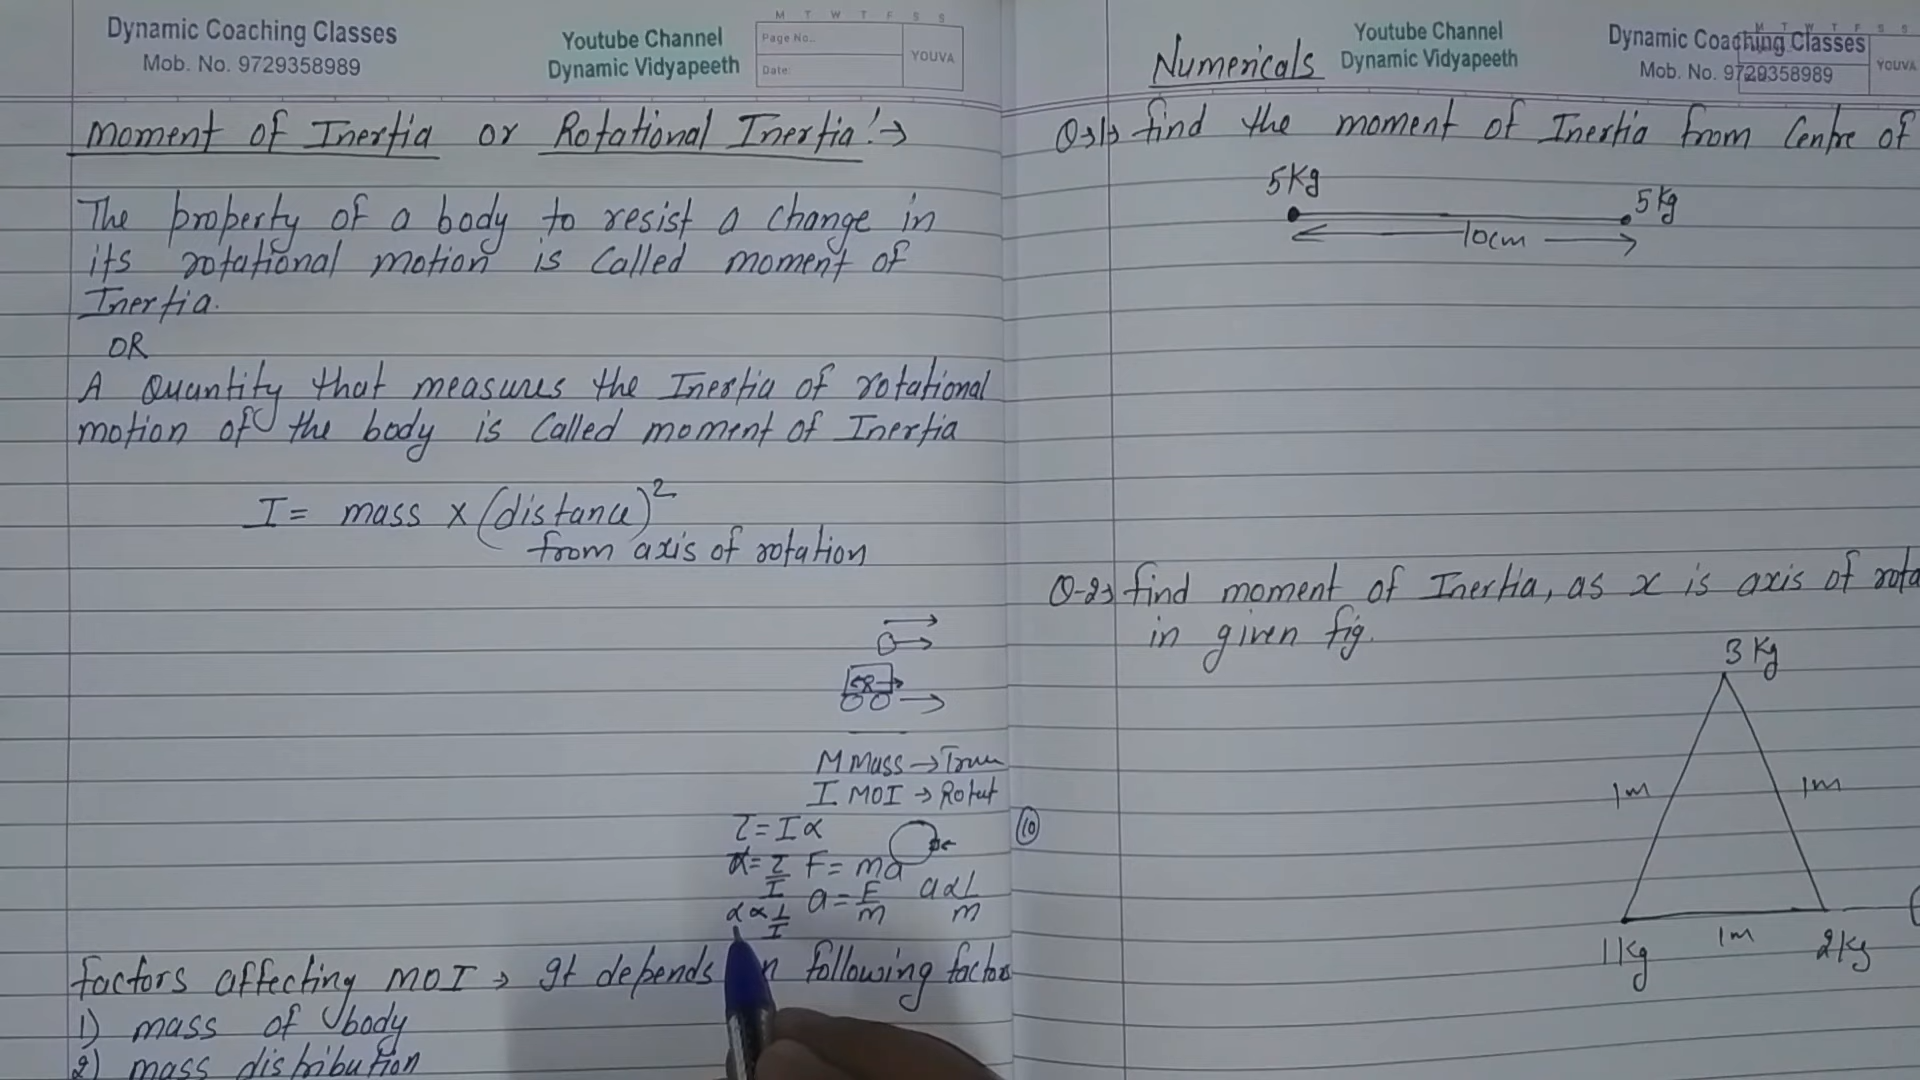 Dynamic Coaching Classes
Mob. No. 9729358989
Youtube Channel
Dynamic Vidyapeeth
M T W T F S S
Page No.:
Date:
YOUVA
Moment of Inertia or Rotational Inertia:→
The property of a body to resist a change in
its rotational motion is Called moment of
Inertia.
OR
A Quantity that measures the Inertia of rotational
motion of the body is Called moment of Inertia
I = mass x (distance)²
from axis of rotation
M Mass →
I MOI → Rotat
τ = Iα
α = τ/I F = ma
α ∝ 1/I a = F/m a ∝ 1/m
factors affecting MOI → It depends following factors
1) mass of body
2) mass distribution
Numericals
Youtube Channel
Dynamic Vidyapeeth
Dynamic Coaching Classes
Mob. No. 9729358989
M T W T F S S
YOUVA
Q→1→ find the moment of Inertia from Centre of
5Kg
5Kg
10cm
Q-2→ find moment of Inertia, as x is axis of rota
in given fig.
3 Kg
1m
1m
10
1Kg
1m
2Kg